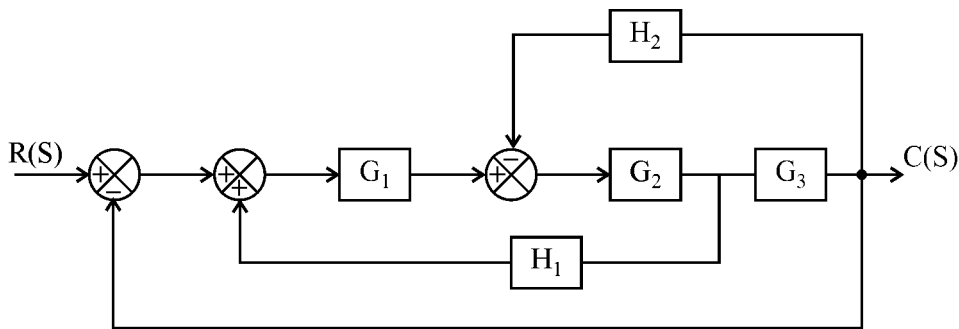 H₂
R(S) + − + + G₁ + − G₂ G₃ C(S)
H₁